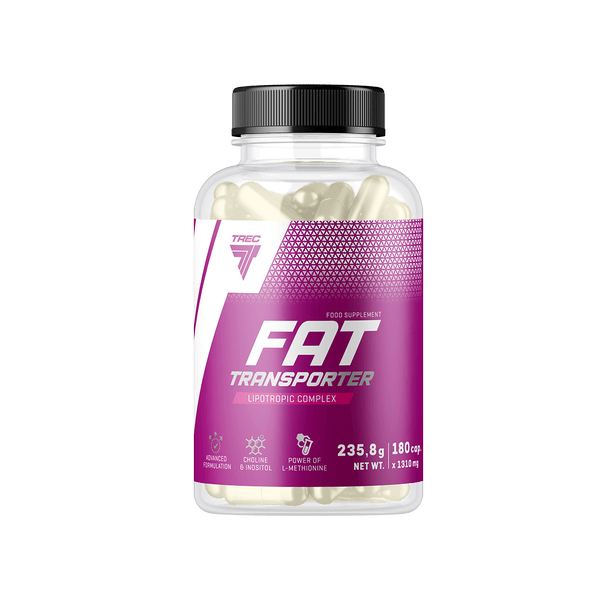 TREC
FOOD SUPPLEMENT
FAT
TRANSPORTER
LIPOTROPIC COMPLEX
ADVANCED
FORMULATION
CHOLINE
& INOSITOL
POWER OF
L-METHIONINE
235,8g
NET WT.
180 cap.
x 1310 mg